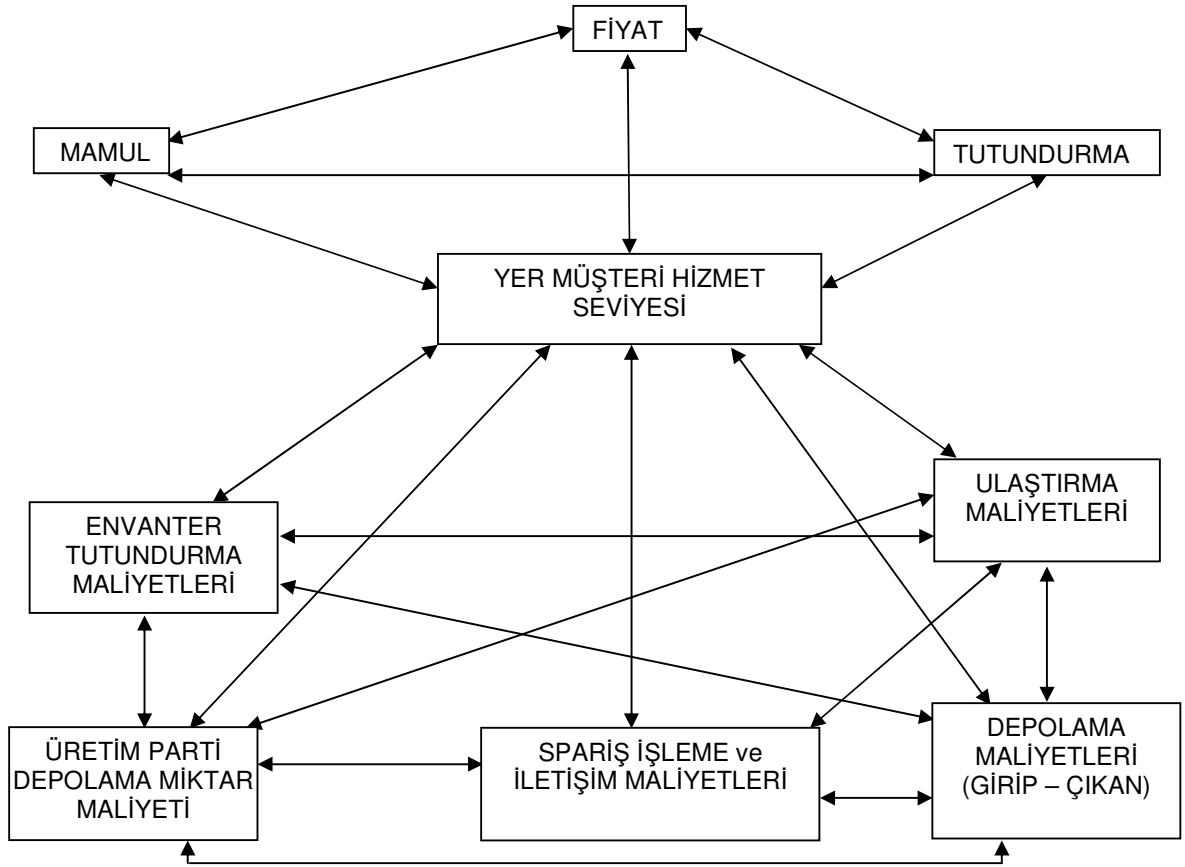 FİYAT
MAMUL
TUTUNDURMA
YER MÜŞTERİ HİZMET
SEVİYESİ
ULAŞTIRMA
MALİYETLERİ
ENVANTER
TUTUNDURMA
MALİYETLERİ
ÜRETİM PARTİ
DEPOLAMA MİKTAR
MALİYETİ
SPARİŞ İŞLEME ve
İLETİŞİM MALİYETLERİ
DEPOLAMA
MALİYETLERİ
(GİRİP – ÇIKAN)